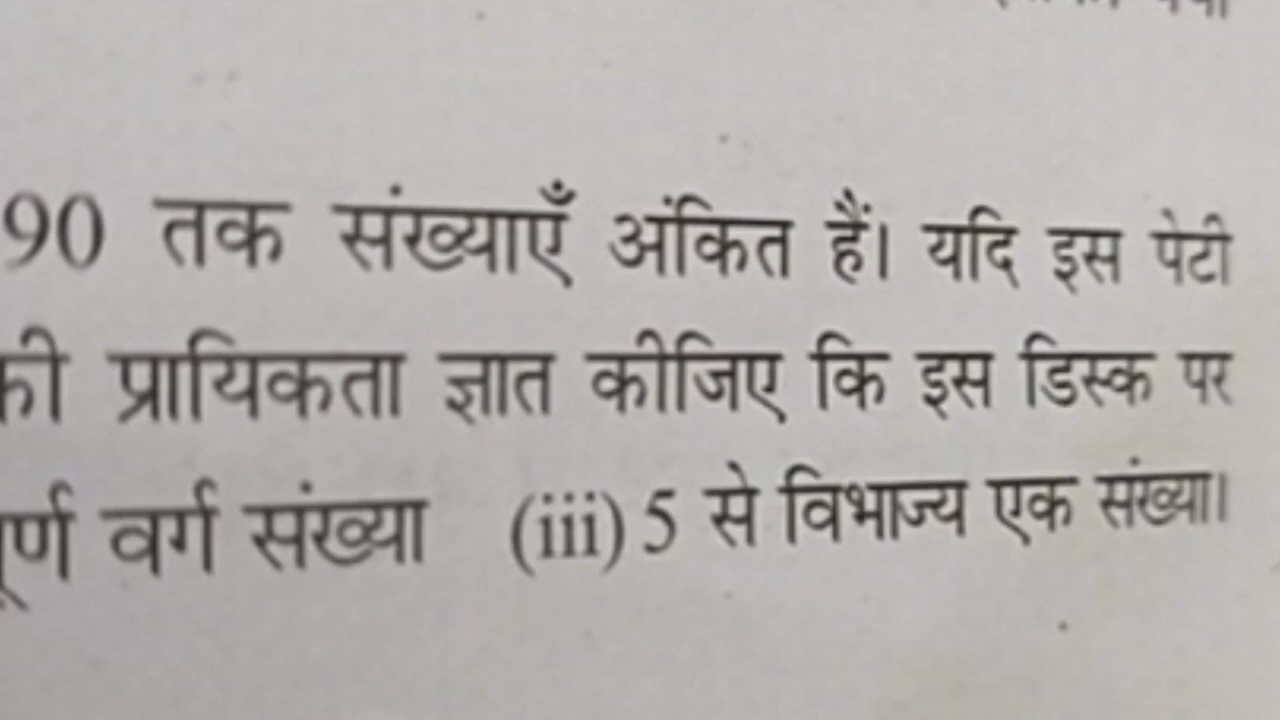 90 तक संख्याएँ अंकित हैं। यदि इस पेटी
की प्रायिकता ज्ञात कीजिए कि इस डिस्क पर
वर्ग संख्या (iii) 5 से विभाज्य एक संख्या।